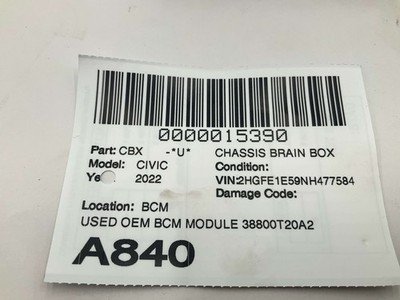 0000015390
Part: CBX -*U* CHASSIS BRAIN BOX
Model: CIVIC Condition:
Ye 2022 VIN:2HGFE1E59NH477584
Damage Code:
Location: BCM
USED OEM BCM MODULE 38800T20A2
A840